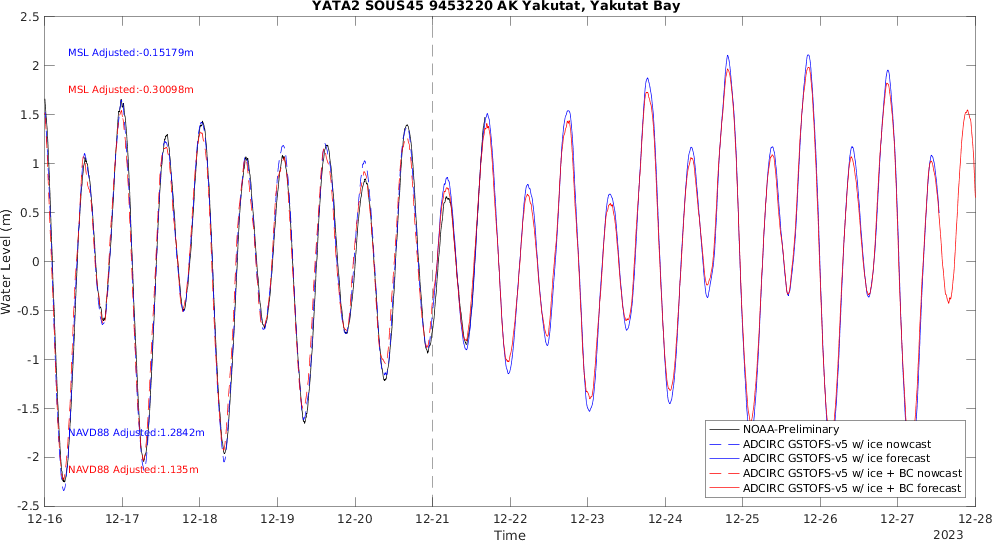 YATA2 SOUS45 9453220 AK Yakutat, Yakutat Bay
2.5
2
1.5
1
0.5
0
-0.5
-1
-1.5
-2
-2.5
Water Level (m)
MSL Adjusted:-0.15179m
MSL Adjusted:-0.30098m
NAVD88 Adjusted:1.2842m
NAVD88 Adjusted:1.135m
NOAA-Preliminary
ADCIRC GSTOFS-v5 w/ ice nowcast
ADCIRC GSTOFS-v5 w/ ice forecast
ADCIRC GSTOFS-v5 w/ ice + BC nowcast
ADCIRC GSTOFS-v5 w/ ice + BC forecast
12-16 12-17 12-18 12-19 12-20 12-21 12-22 12-23 12-24 12-25 12-26 12-27 12-28
Time
2023